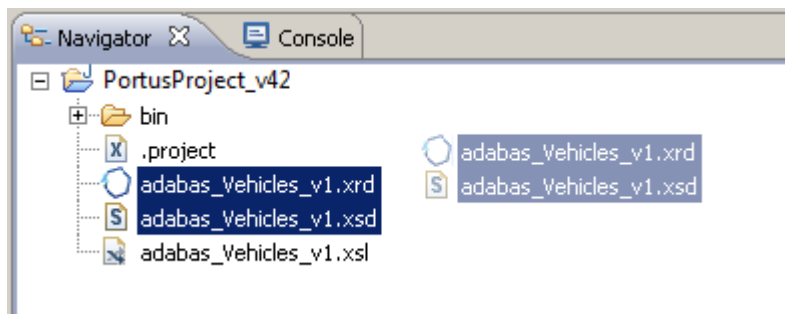 Navigator Console
PortusProject_v42
bin
.project
adabas_Vehicles_v1.xrd adabas_Vehicles_v1.xrd
adabas_Vehicles_v1.xsd adabas_Vehicles_v1.xsd
adabas_Vehicles_v1.xsl